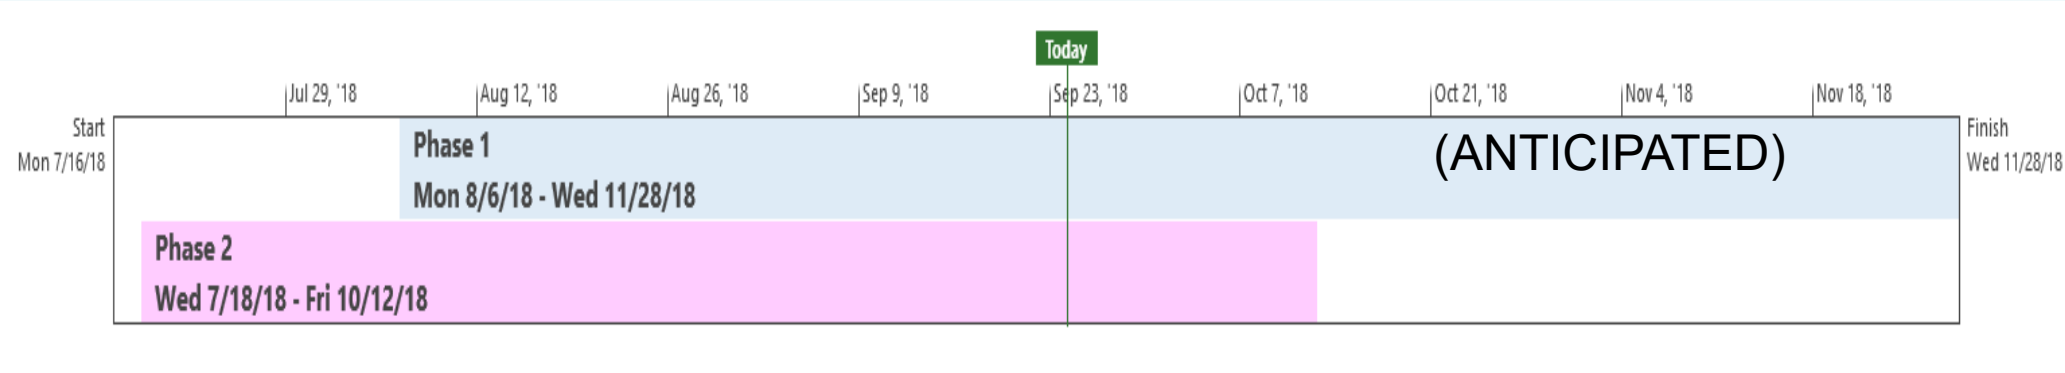 Today
Jul 29, '18
Aug 12, '18
Aug 26, '18
Sep 9, '18
Sep 23, '18
Oct 7, '18
Oct 21, '18
Nov 4, '18
Nov 18, '18
Start
Mon 7/16/18
Phase 1
Mon 8/6/18 - Wed 11/28/18
(ANTICIPATED)
Finish
Wed 11/28/18
Phase 2
Wed 7/18/18 - Fri 10/12/18